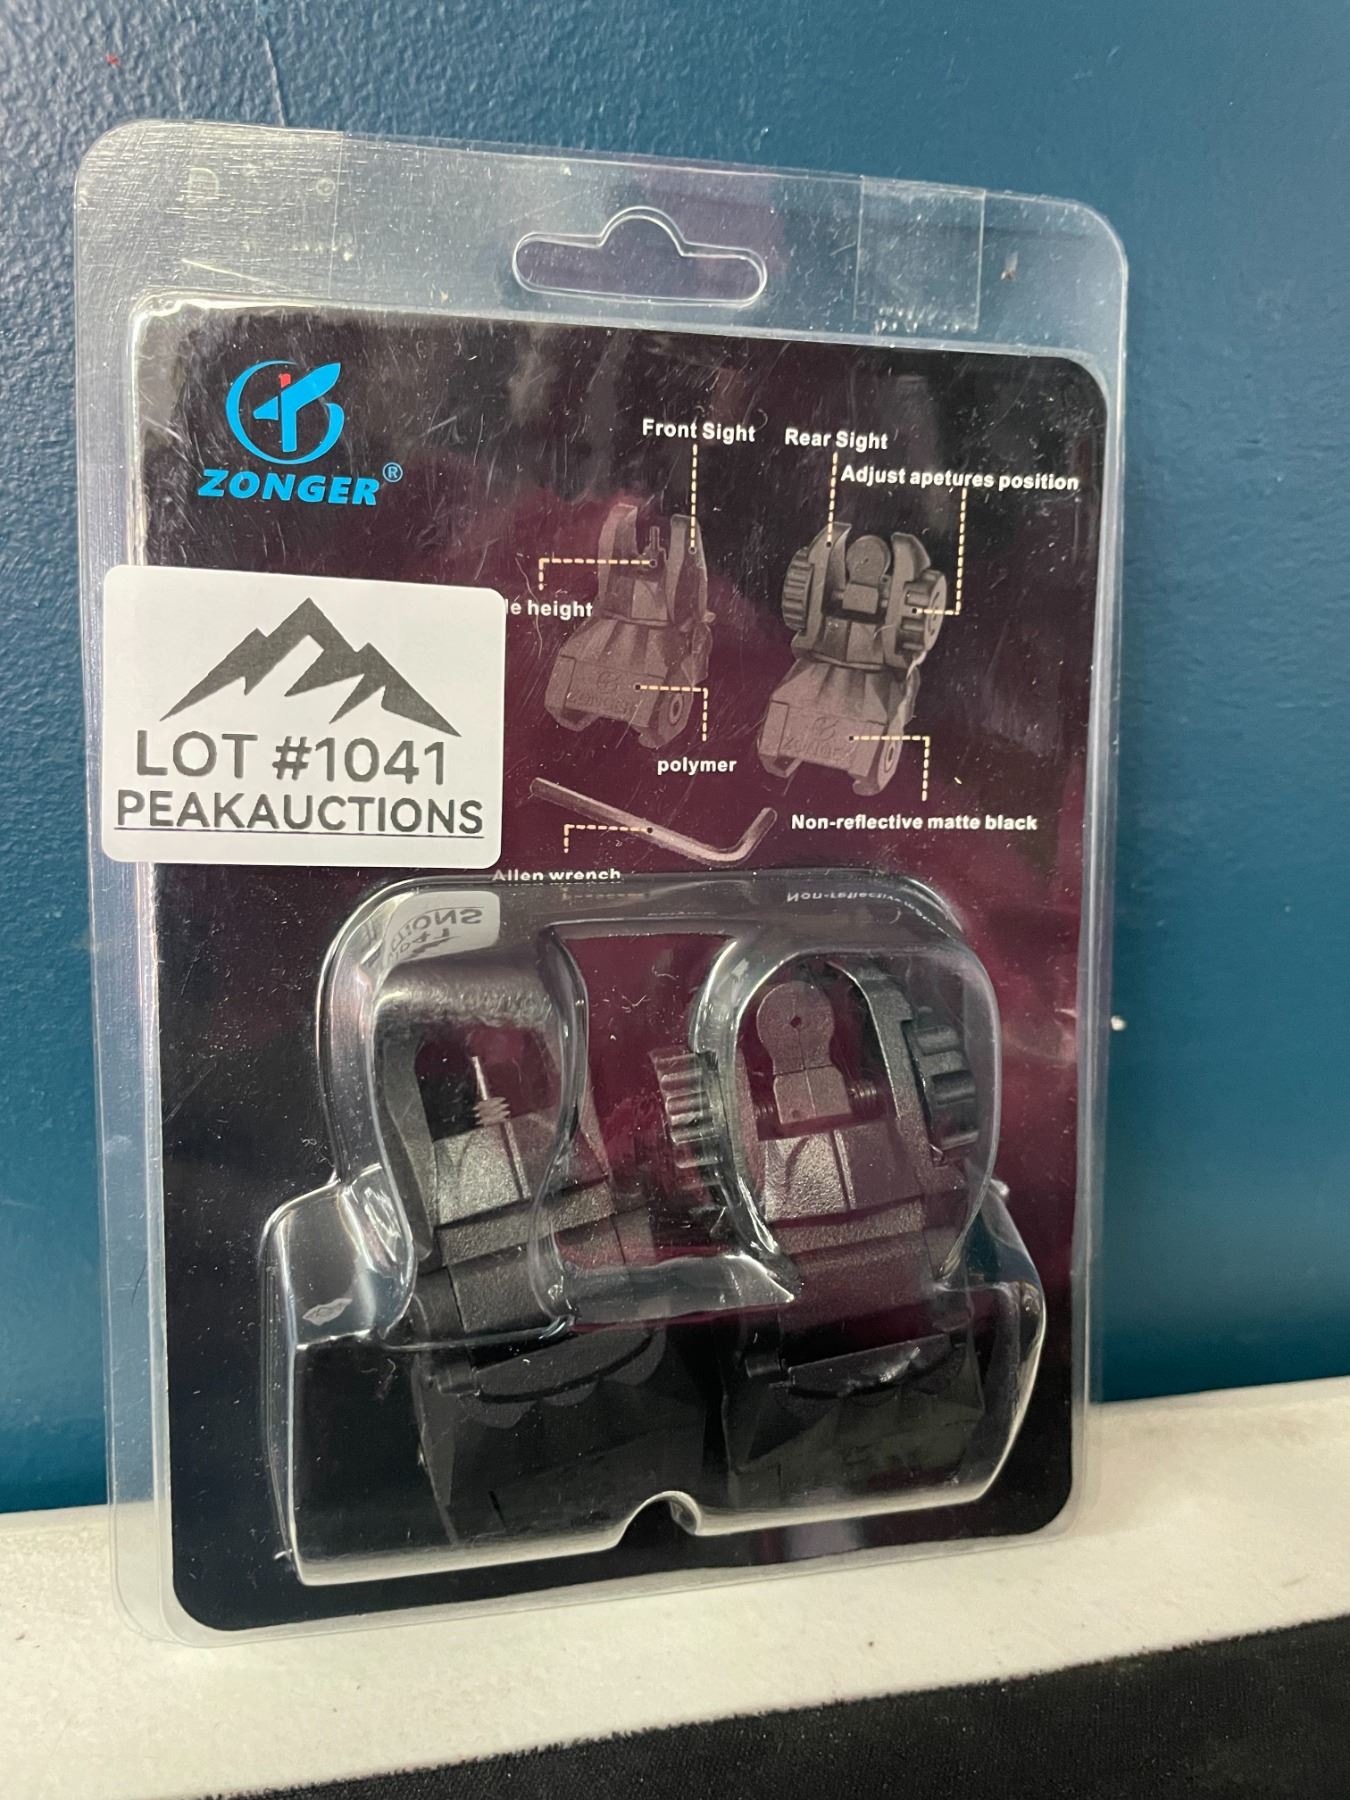 ZONGER®
Front Sight
Rear Sight
Adjust apetures position
le height
LOT #1041
PEAKAUCTIONS
polymer
Non-reflective matte black
Allen wrench